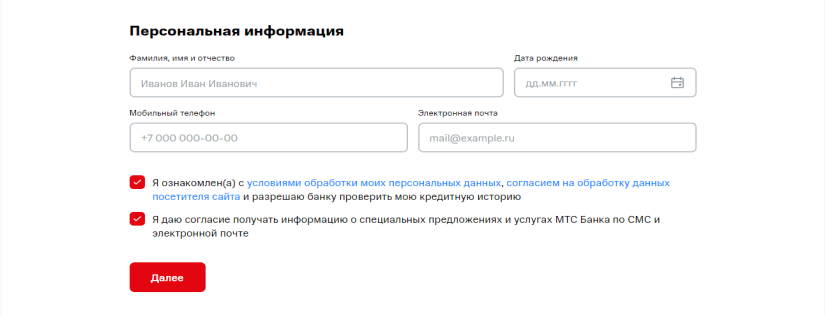 Персональная информация
Фамилия, имя и отчество
Дата рождения
Иванов Иван Иванович
дд.мм.гггг
Мобильный телефон
Электронная почта
+7 000 000-00-00
mail@example.ru
Я ознакомлен(а) с условиями обработки моих персональных данных, согласием на обработку данных
посетителя сайта и разрешаю банку проверить мою кредитную историю
Я даю согласие получать информацию о специальных предложениях и услугах МТС Банка по СМС и
электронной почте
Далее